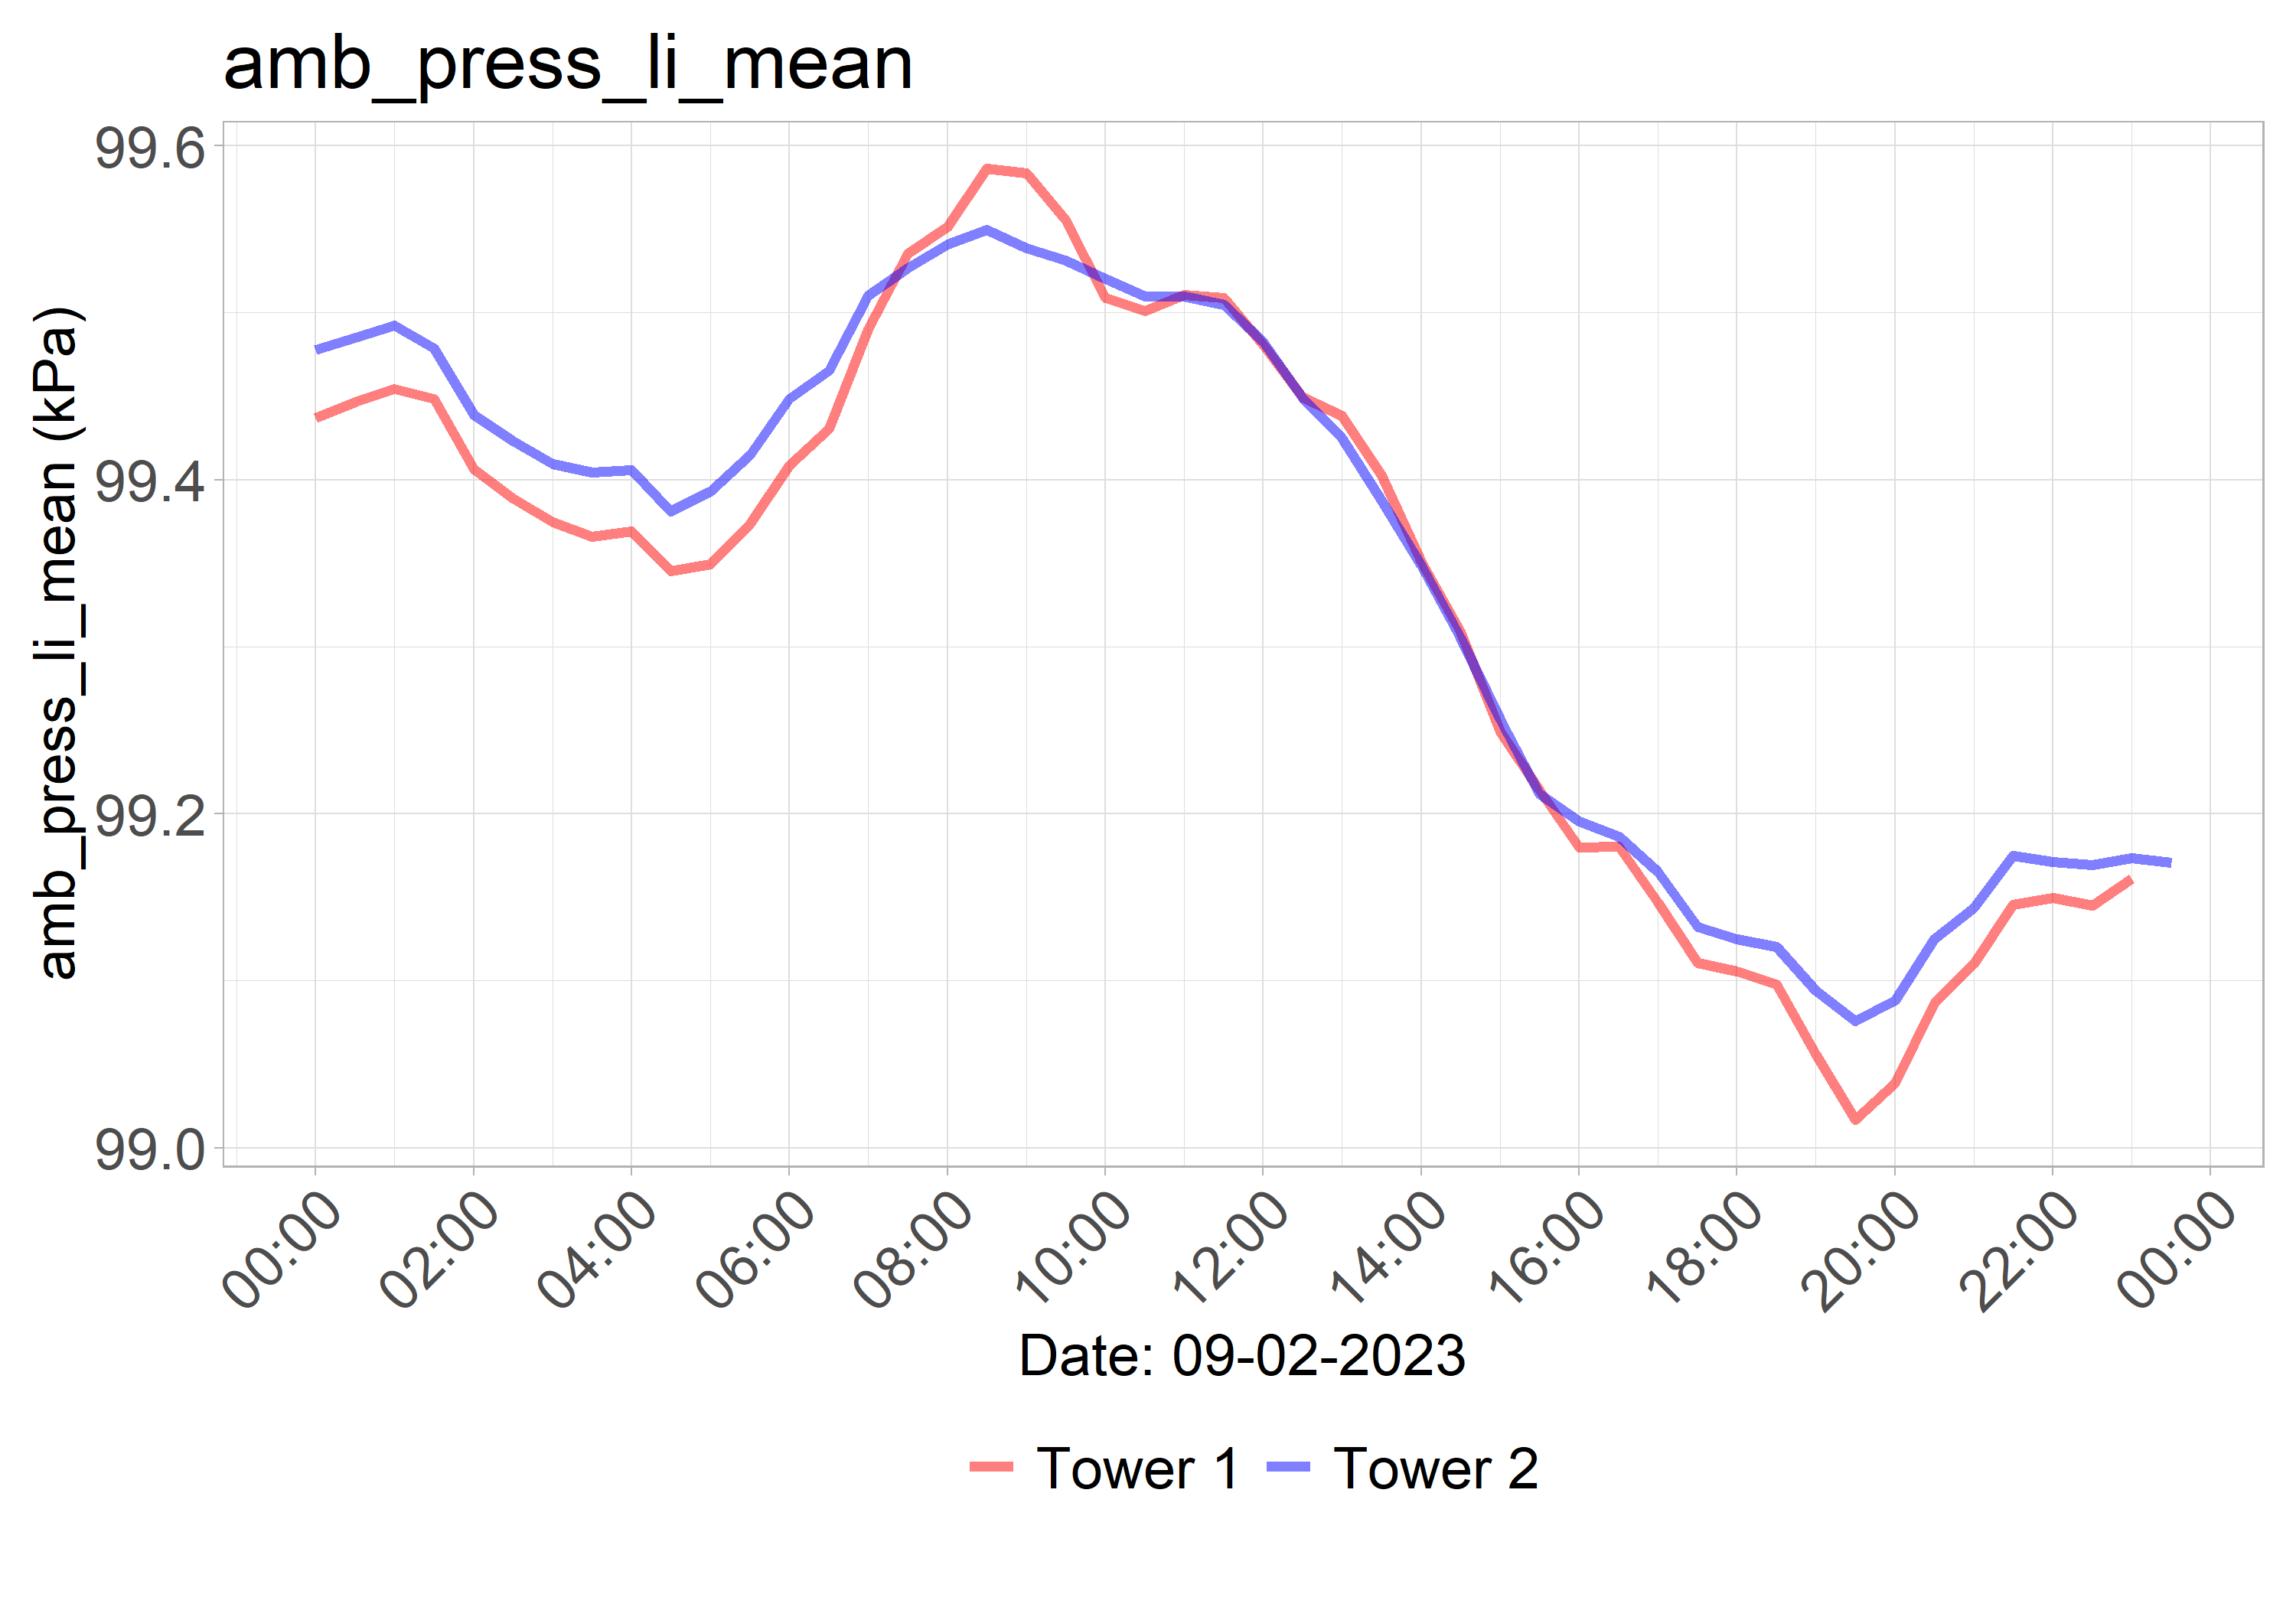 amb_press_li_mean
amb_press_li_mean (kPa)
99.6
99.4
99.2
99.0
00:00 02:00 04:00 06:00 08:00 10:00 12:00 14:00 16:00 18:00 20:00 22:00 00:00
Date: 09-02-2023
Tower 1 Tower 2